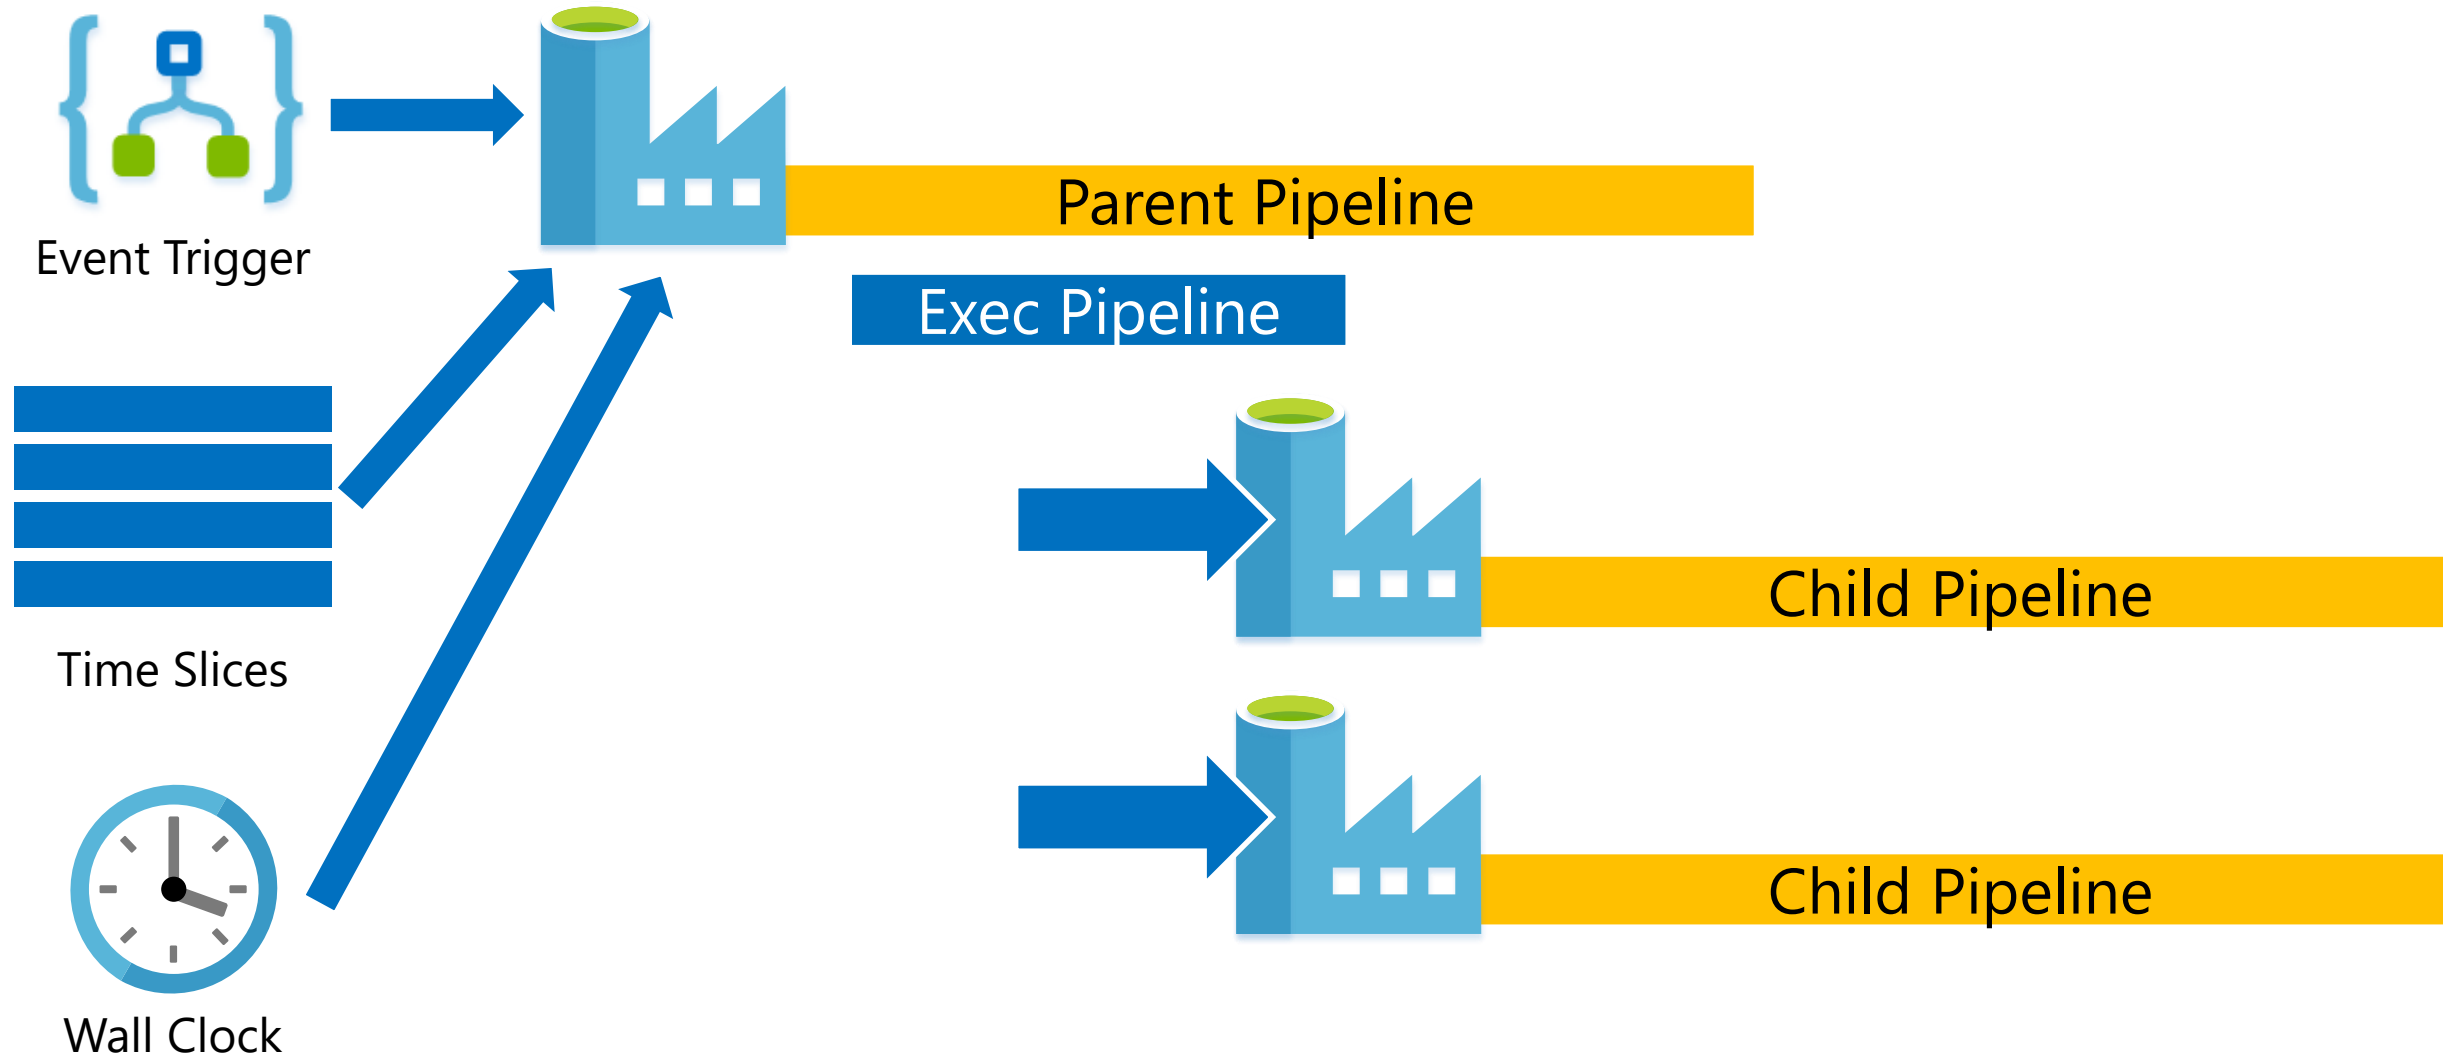 Event Trigger
Parent Pipeline
Exec Pipeline
Time Slices
Child Pipeline
Child Pipeline
Wall Clock